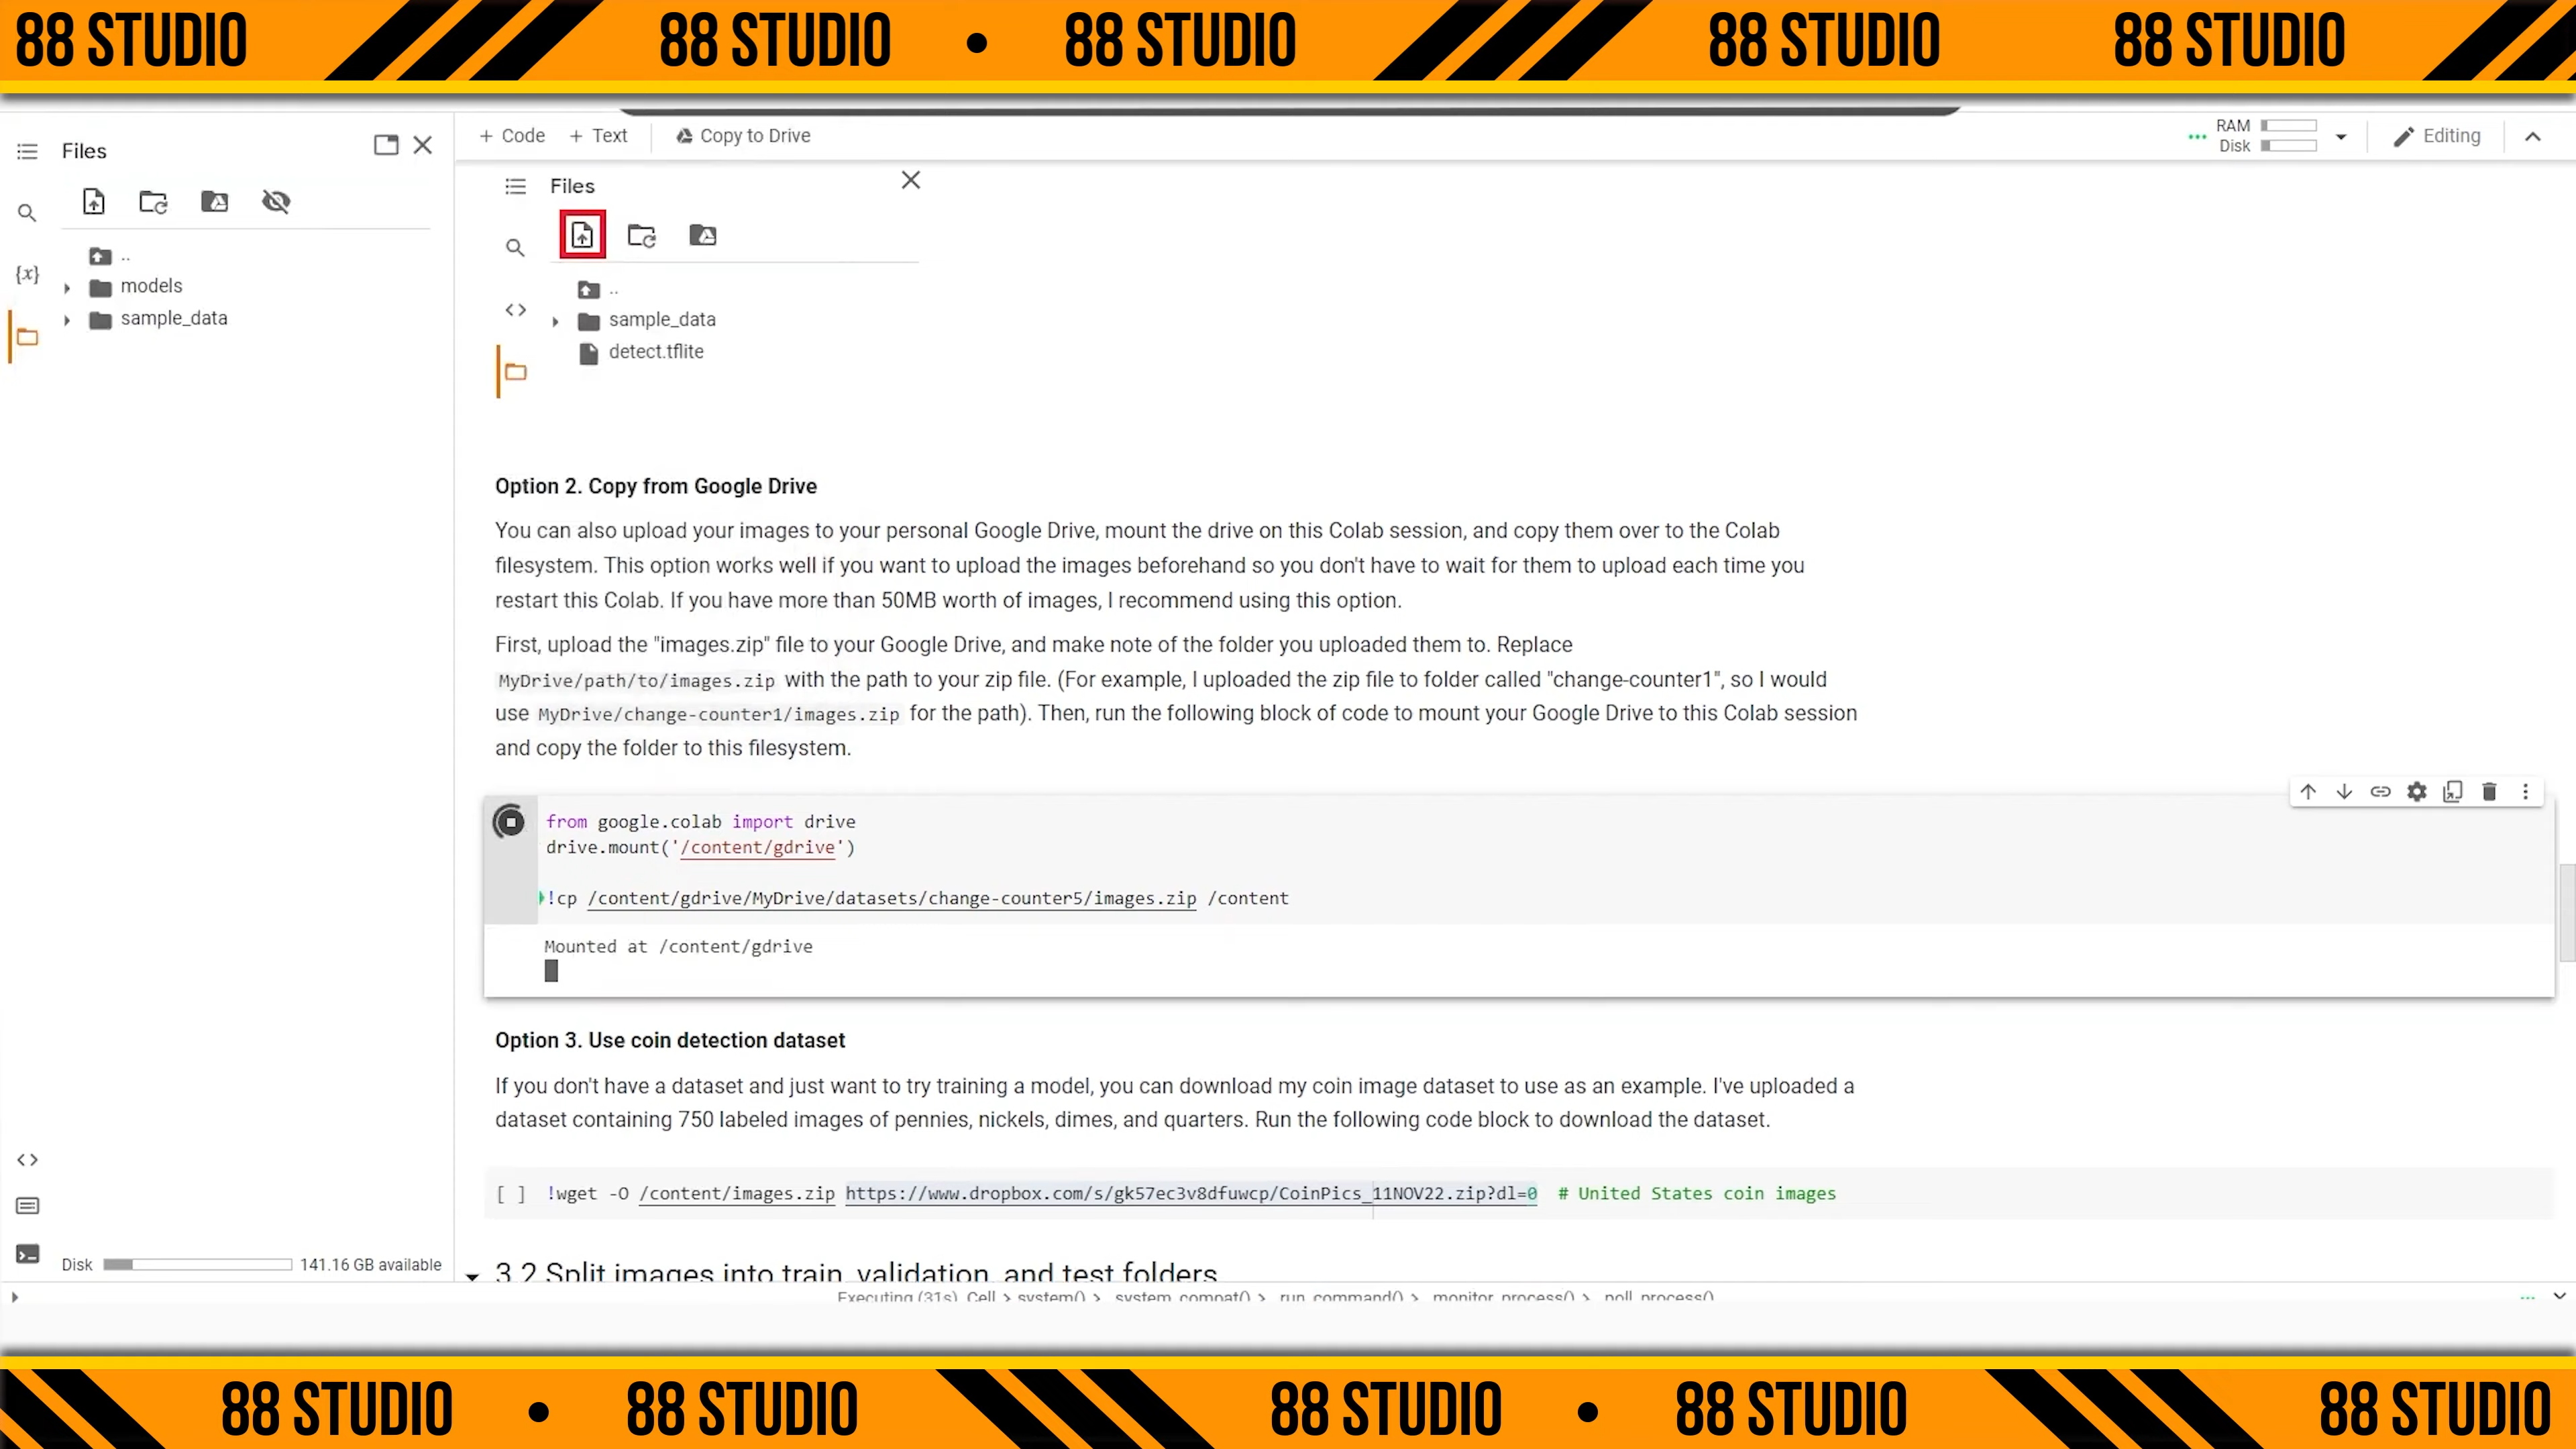 88 STUDIO 88 STUDIO • 88 STUDIO 88 STUDIO 88 STUDIO
Files
..
models
sample_data
Disk 141.16 GB available
+ Code + Text Copy to Drive
RAM
Disk
Editing
Files
..
sample_data
detect.tflite
Option 2. Copy from Google Drive
You can also upload your images to your personal Google Drive, mount the drive on this Colab session, and copy them over to the Colab
filesystem. This option works well if you want to upload the images beforehand so you don't have to wait for them to upload each time you
restart this Colab. If you have more than 50MB worth of images, I recommend using this option.
First, upload the "images.zip" file to your Google Drive, and make note of the folder you uploaded them to. Replace
MyDrive/path/to/images.zip with the path to your zip file. (For example, I uploaded the zip file to folder called "change-counter1", so I would
use MyDrive/change-counter1/images.zip for the path). Then, run the following block of code to mount your Google Drive to this Colab session
and copy the folder to this filesystem.
from google.colab import drive
drive.mount('/content/gdrive')
!cp /content/gdrive/MyDrive/datasets/change-counter5/images.zip /content
Mounted at /content/gdrive
Option 3. Use coin detection dataset
If you don't have a dataset and just want to try training a model, you can download my coin image dataset to use as an example. I've uploaded a
dataset containing 750 labeled images of pennies, nickels, dimes, and quarters. Run the following code block to download the dataset.
[ ] !wget -O /content/images.zip https://www.dropbox.com/s/gk57ec3v8dfuwcp/CoinPics_11NOV22.zip?dl=0 # United States coin images
3.2 Split images into train, validation, and test folders
Executing (31s) Cell > system() > _system_compat() > _run_command() > _monitor_process() > _poll_process()
88 STUDIO • 88 STUDIO 88 STUDIO • 88 STUDIO 88 STUDIO